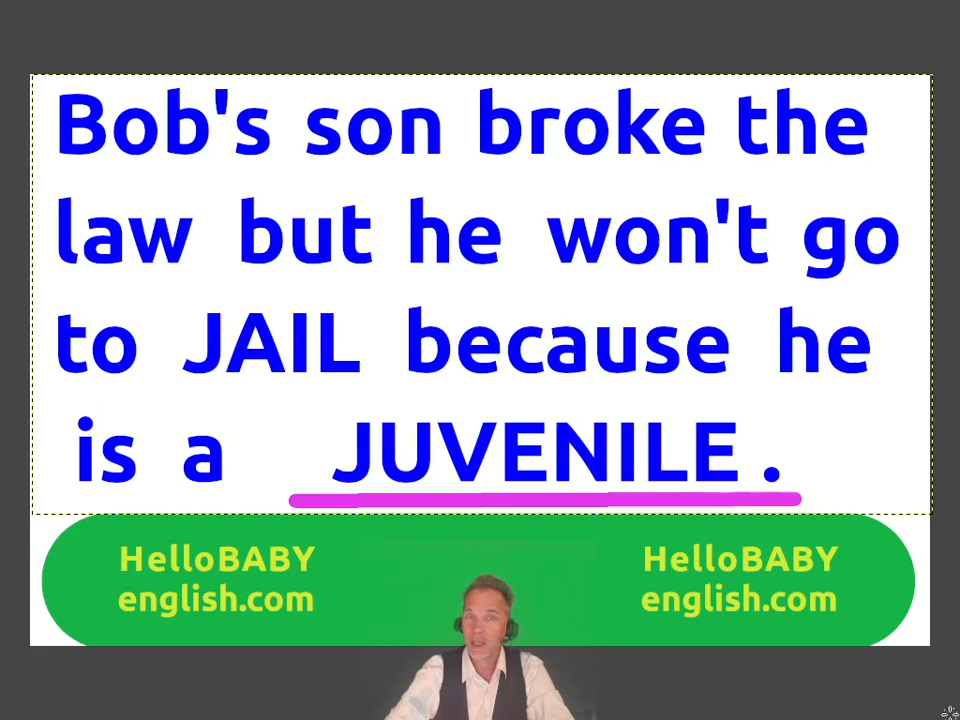 Bob's son broke the
law but he won't go
to JAIL because he
is a JUVENILE .
HelloBABY
english.com
HelloBABY
english.com